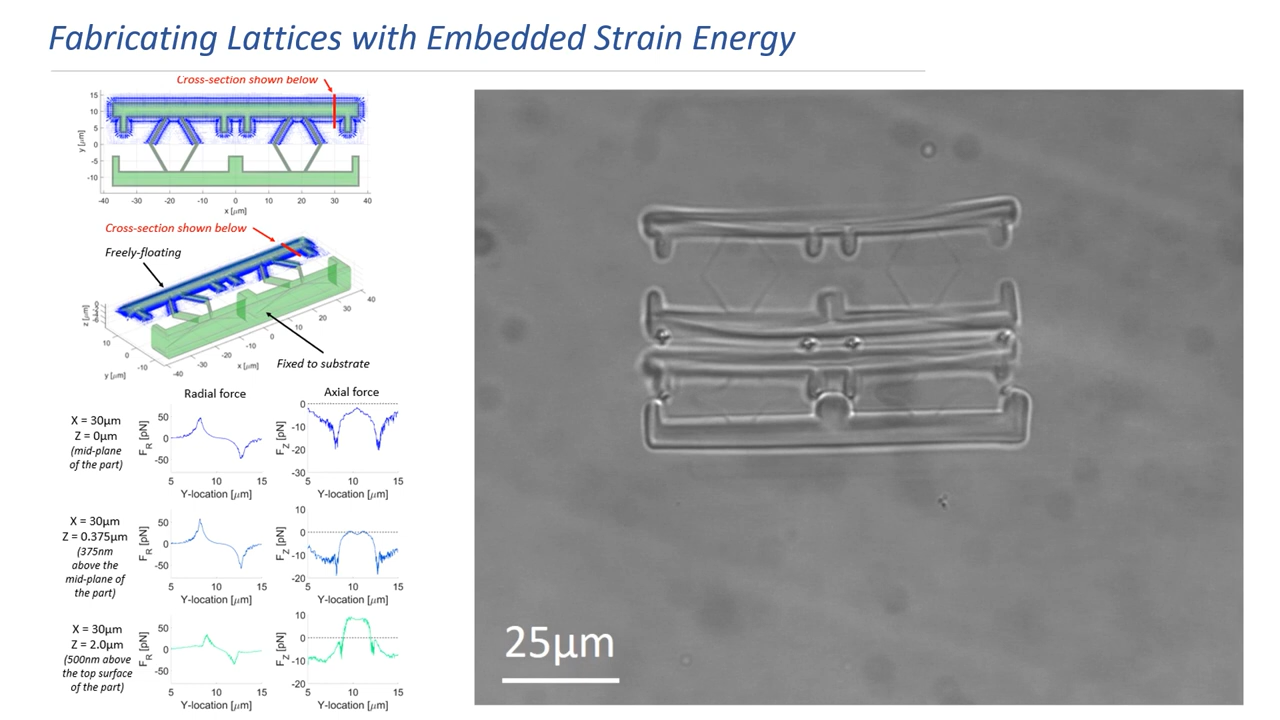 Fabricating Lattices with Embedded Strain Energy
Cross-section shown below
15
10
5
0
-5
-10
y [μm]
-40 -30 -20 -10 0 10 20 30 40
x [μm]
Cross-section shown below
Freely-floating
z [μm]
10
0
-10
y [μm]
-40
-30
-20
-10
0
10
20
30
40
x [μm]
Fixed to substrate
Radial force
Axial force
X = 30μm
Z = 0μm
(mid-plane
of the part)
F_R [pN]
50
0
-50
5 10 15
Y-location [μm]
F_Z [pN]
0
-10
-20
-30
5 10 15
Y-location [μm]
X = 30μm
Z = 0.375μm
(375nm
above the
mid-plane of
the part)
F_R [pN]
50
0
-50
5 10 15
Y-location [μm]
F_Z [pN]
10
0
-10
-20
5 10 15
Y-location [μm]
X = 30μm
Z = 2.0μm
(500nm above
the top surface
of the part)
F_R [pN]
50
0
-50
5 10 15
Y-location [μm]
F_Z [pN]
10
0
-10
-20
5 10 15
Y-location [μm]
25μm